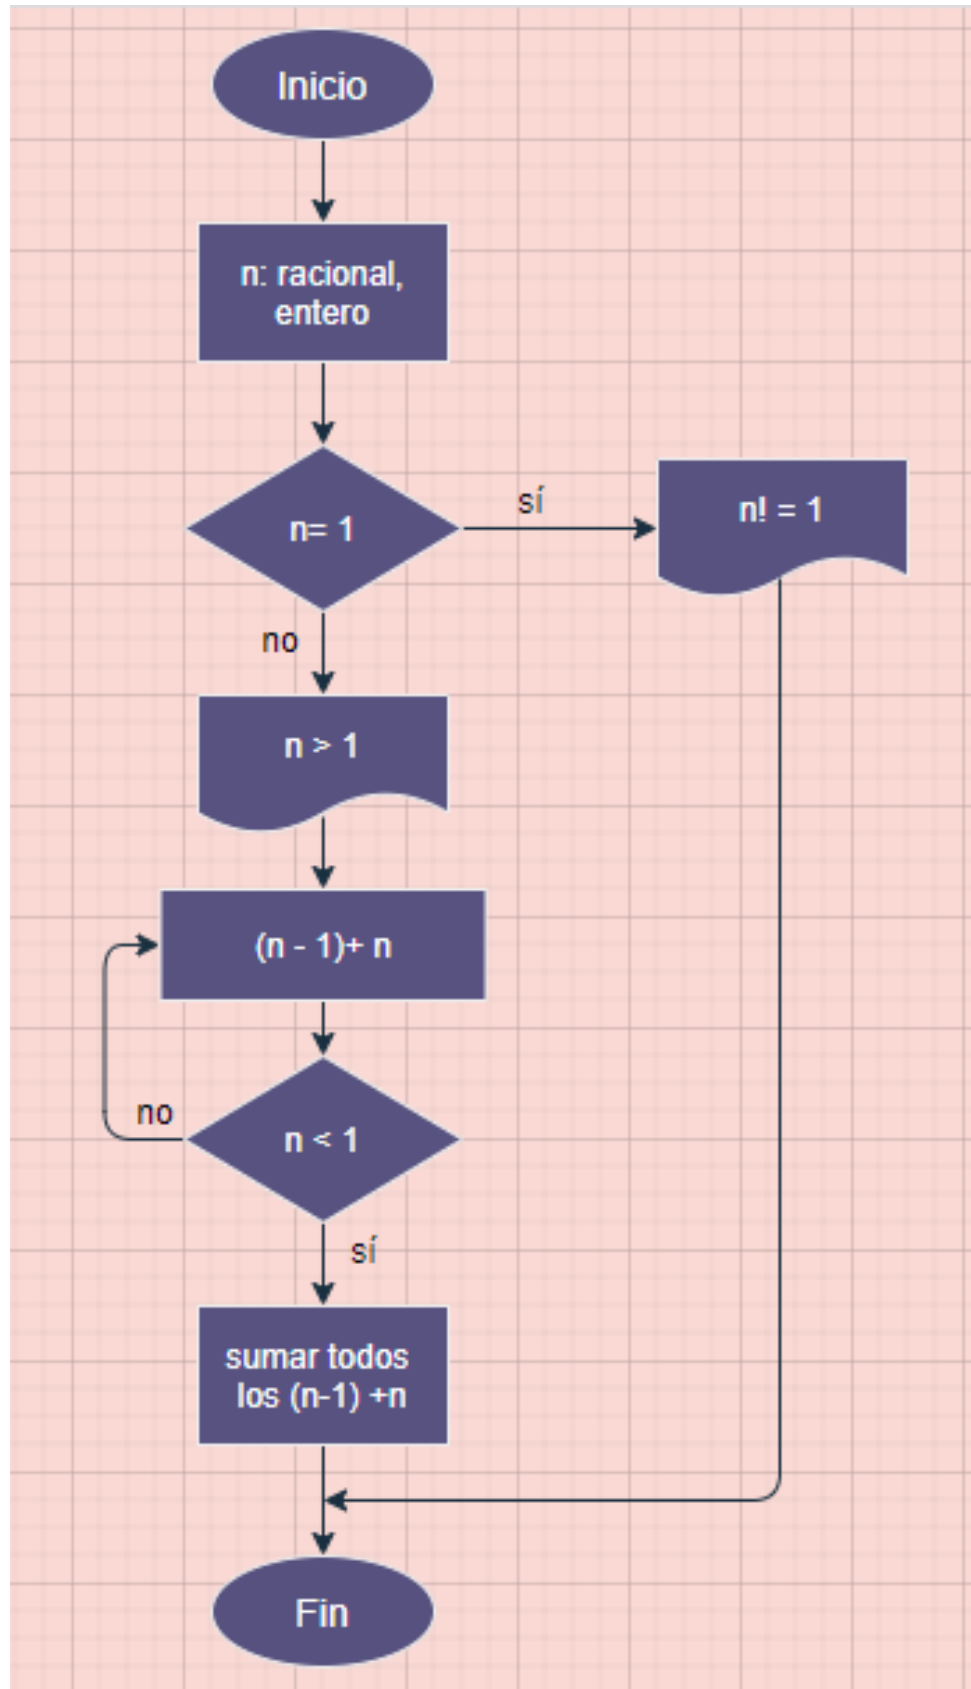 Inicio
n: racional,
entero
n= 1
sí
n! = 1
no
n > 1
(n - 1)+ n
no
n < 1
sí
sumar todos
los (n-1) +n
Fin